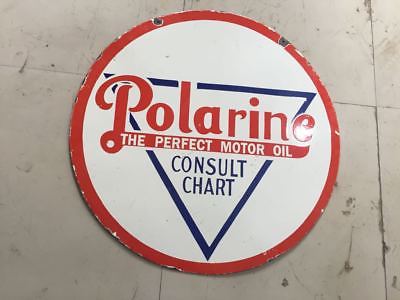 Polarine
THE PERFECT MOTOR OIL
CONSULT
CHART